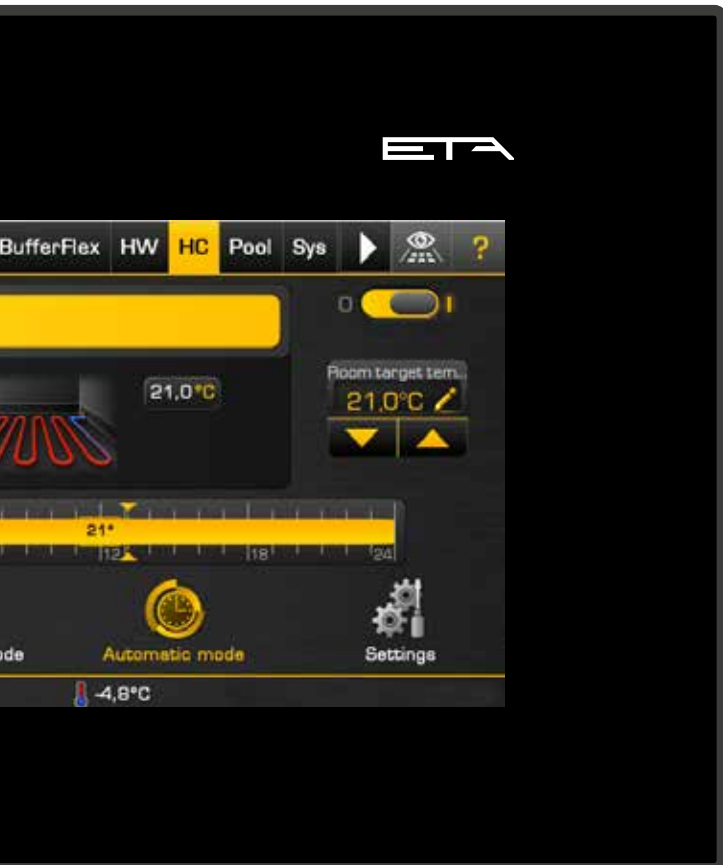 ETA
BufferFlex HW HC Pool Sys ?
0 I
Room target tem...
21,0°C
21,0°C
21°
12 18 24
ode Automatic mode Settings
-4,8°C